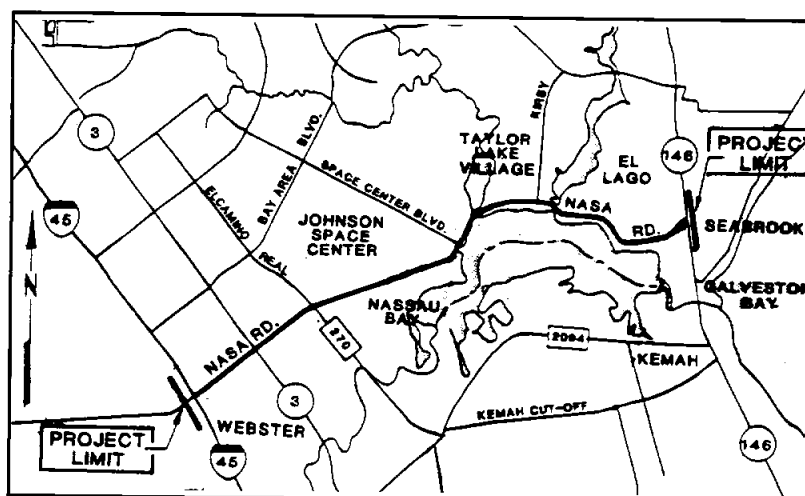 3
BAY AREA BLVD.
TAYLOR
LAKE
VILLAGE
KIRBY
146
PROJECT
LIMIT
EL
LAGO
SPACE CENTER BLVD.
ELCAMINO
REAL
45
JOHNSON
SPACE
CENTER
NASA
RD.
SEABROOK
GALVESTON
BAY
N
NASSAU
BAY
NASA RD.
270
2094
KEMAH
3
KEMAH CUT-OFF
WEBSTER
PROJECT
LIMIT
45
146